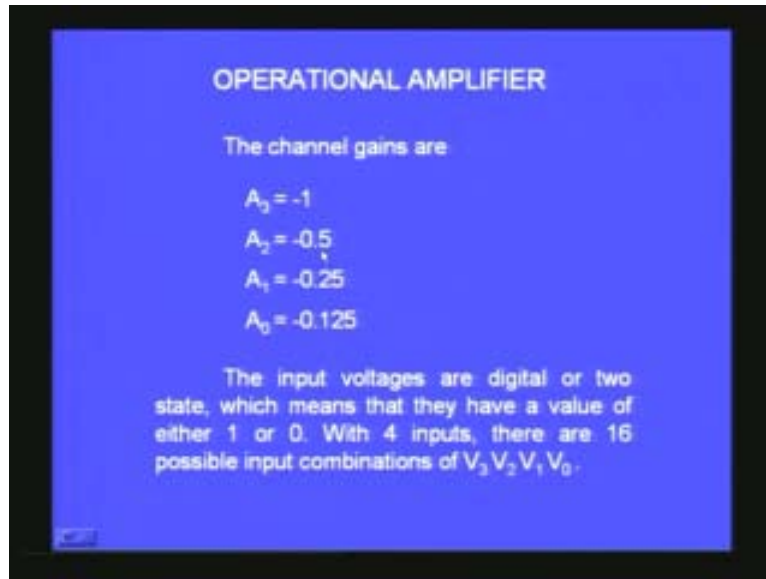 OPERATIONAL AMPLIFIER
The channel gains are
A₃ = -1
A₂ = -0.5
A₁ = -0.25
A₀ = -0.125
The input voltages are digital or two
state, which means that they have a value of
either 1 or 0. With 4 inputs, there are 16
possible input combinations of V₃ V₂ V₁ V₀.